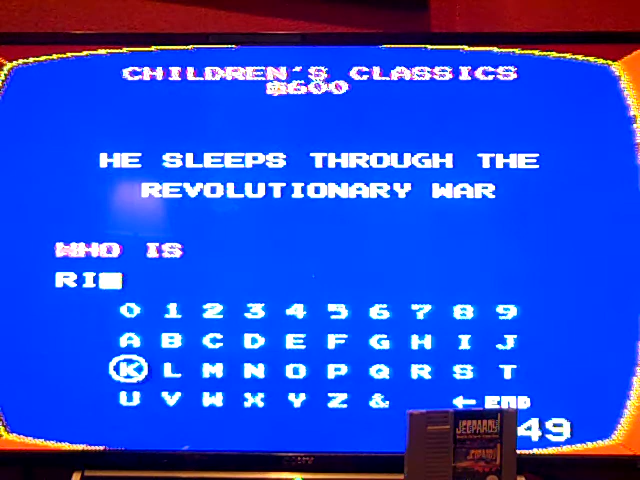 CHILDREN'S CLASSICS
$600
HE SLEEPS THROUGH THE
REVOLUTIONARY WAR
WHO IS
RI
0 1 2 3 4 5 6 7 8 9
A B C D E F G H I J
K L M N O P Q R S T
U V W X Y Z & ← END
49
JEOPARDY!
SONY